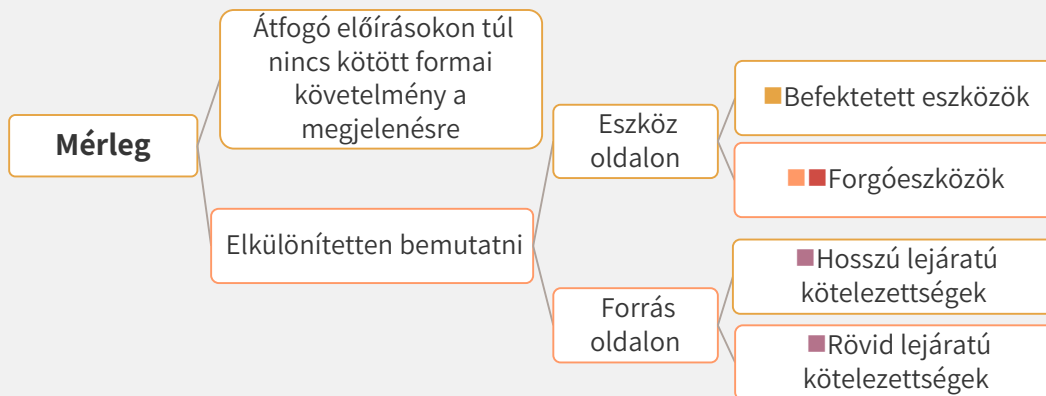 Mérleg
Átfogó előírásokon túl
nincs kötött formai
követelmény a
megjelenésre
Elkülönítetten bemutatni
Eszköz
oldalon
Befektetett eszközök
Forgóeszközök
Forrás
oldalon
Hosszú lejáratú
kötelezettségek
Rövid lejáratú
kötelezettségek